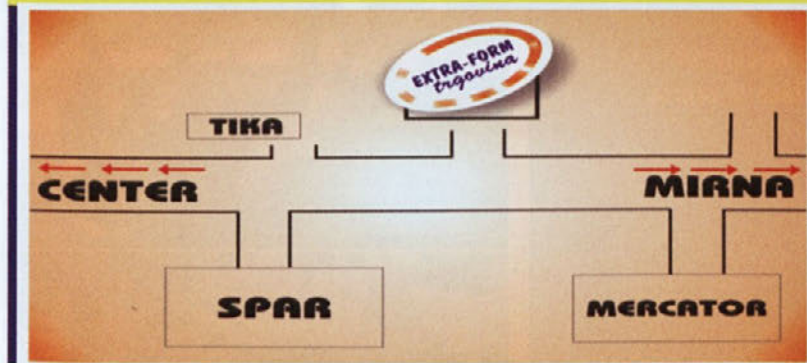 EXTRA-FORM
trgovina
TIKA
CENTER
MIRNA
SPAR
MERCATOR